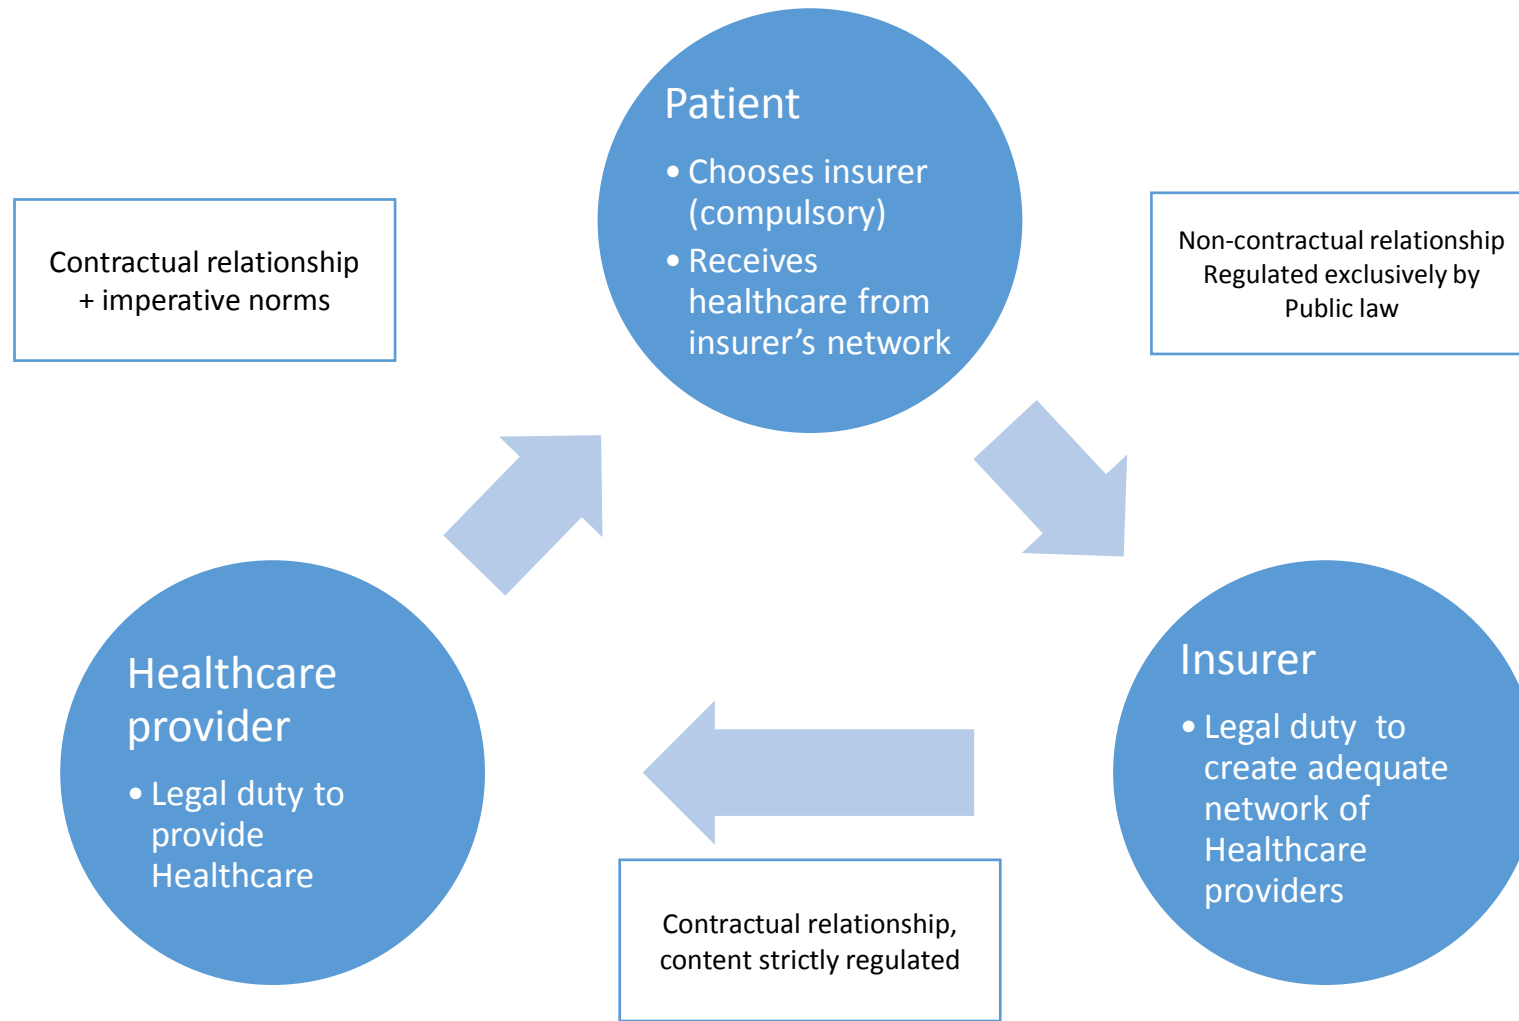 Patient
• Chooses insurer
(compulsory)
• Receives
healthcare from
insurer’s network
Contractual relationship
+ imperative norms
Non-contractual relationship
Regulated exclusively by
Public law
Healthcare
provider
• Legal duty to
provide
Healthcare
Insurer
• Legal duty  to
create adequate
network of
Healthcare
providers
Contractual relationship,
content strictly regulated